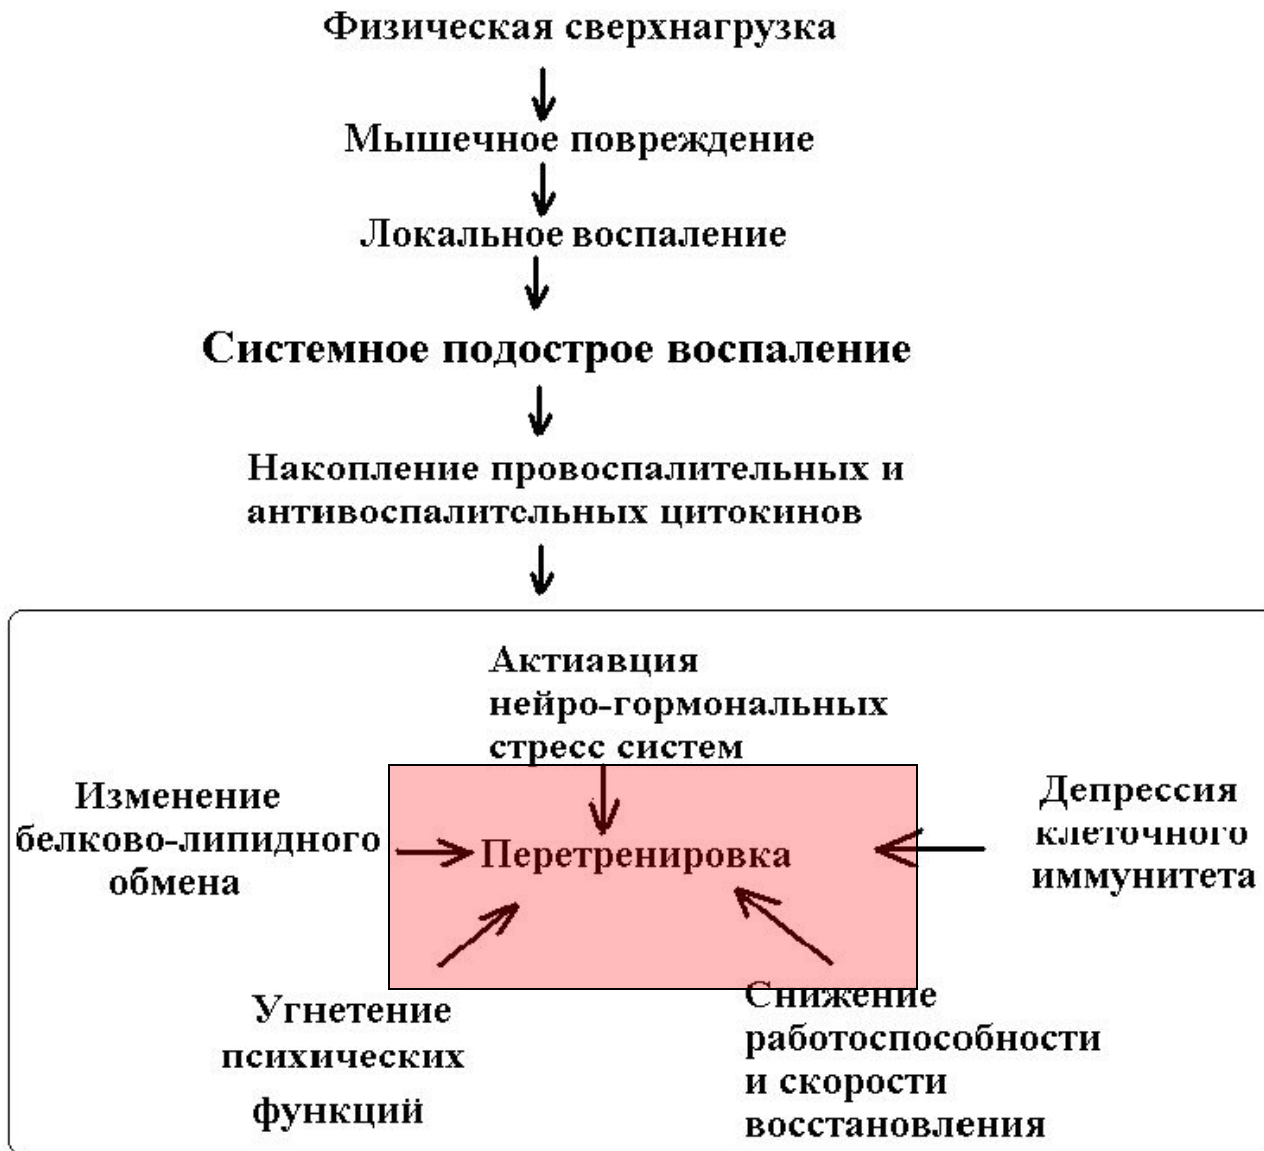 Физическая сверхнагрузка
Мышечное повреждение
Локальное воспаление
Системное подострое воспаление
Накопление провоспалительных и
антивоспалительных цитокинов
Актиавция
нейро-гормональных
стресс систем
Изменение
белково-липидного
обмена
Перетренировка
Депрессия
клеточного
иммунитета
Угнетение
психических
функций
Снижение
работоспособности
и скорости
восстановления